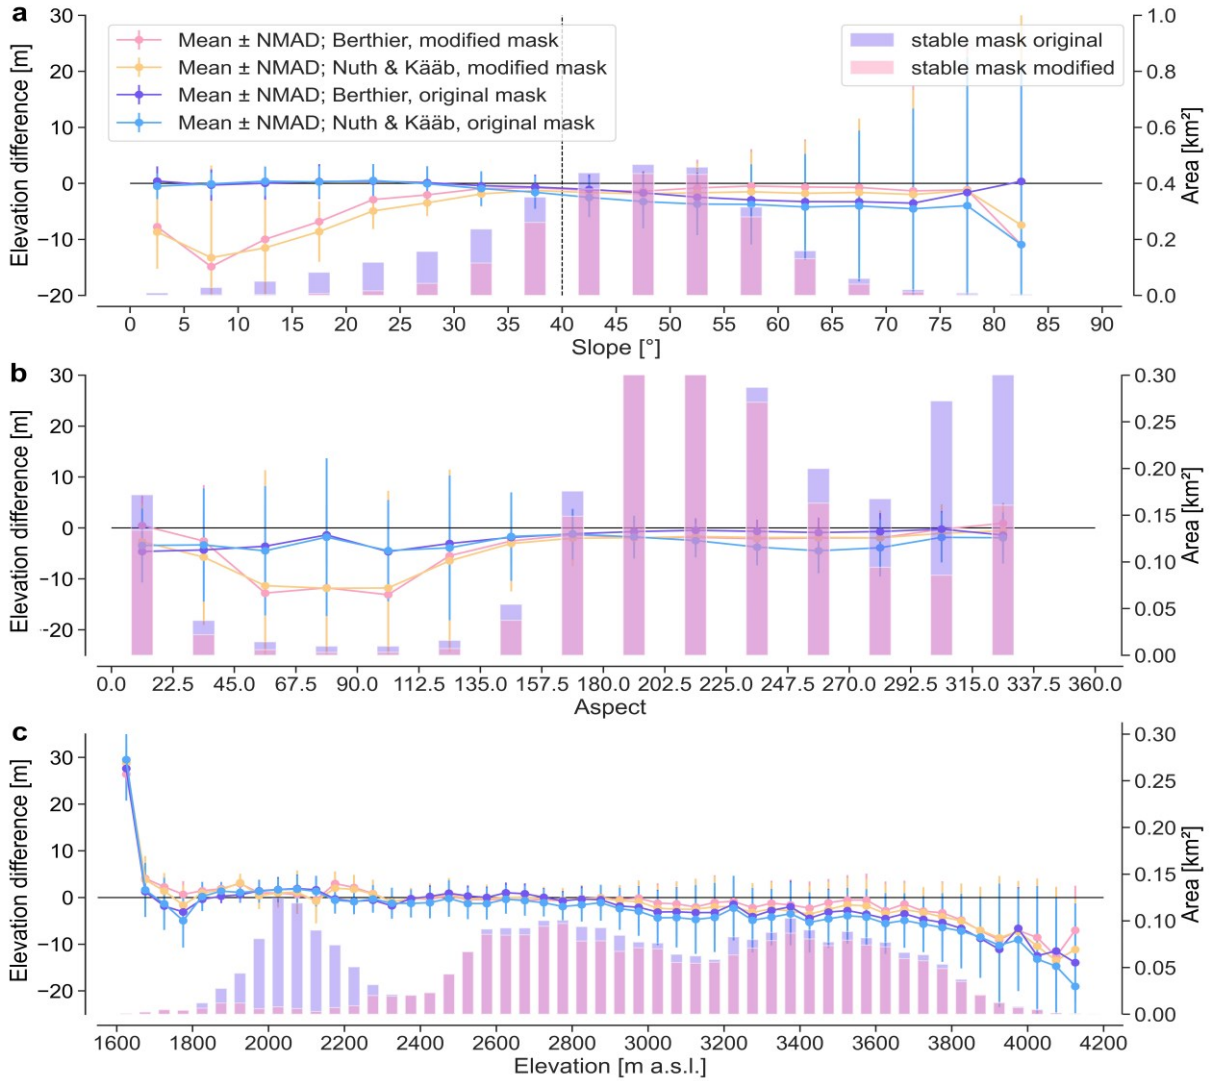 a
Mean ± NMAD; Berthier, modified mask
Mean ± NMAD; Nuth & Kääb, modified mask
Mean ± NMAD; Berthier, original mask
Mean ± NMAD; Nuth & Kääb, original mask
stable mask original
stable mask modified
Elevation difference [m]
30
20
10
0
−10
−20
Area [km²]
1.0
0.8
0.6
0.4
0.2
0.0
0 5 10 15 20 25 30 35 40 45 50 55 60 65 70 75 80 85 90
Slope [°]
b
Elevation difference [m]
30
20
10
0
-10
-20
Area [km²]
0.30
0.25
0.20
0.15
0.10
0.05
0.00
0.0 22.5 45.0 67.5 90.0 112.5 135.0 157.5 180.0 202.5 225.0 247.5 270.0 292.5 315.0 337.5 360.0
Aspect
c
Elevation difference [m]
30
20
10
0
−10
−20
Area [km²]
0.30
0.25
0.20
0.15
0.10
0.05
0.00
1600 1800 2000 2200 2400 2600 2800 3000 3200 3400 3600 3800 4000 4200
Elevation [m a.s.l.]